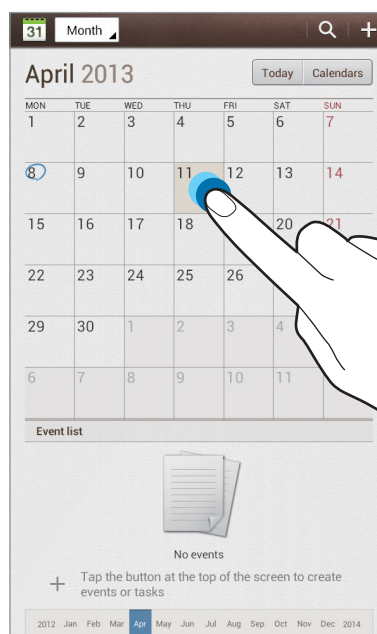 31 Month
April 2013 Today Calendars
MON TUE WED THU FRI SAT SUN
1 2 3 4 5 6 7
8 9 10 11 12 13 14
15 16 17 18 20 21
22 23 24 25 26
29 30 1 2 3 4
6 7 8 9 10 11
Event list
No events
Tap the button at the top of the screen to create
events or tasks
2012 Jan Feb Mar Apr May Jun Jul Aug Sep Oct Nov Dec 2014